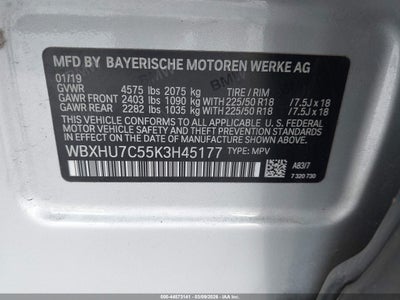 MFD BY BAYERISCHE MOTOREN WERKE AG
01/19
GVWR 4575 lbs 2075 kg TIRE / RIM
GAWR FRONT 2403 lbs 1090 kg WITH 225/50 R18 /7.5J x 18
GAWR REAR 2282 lbs 1035 kg WITH 225/50 R18 /7.5J x 18
THIS VEHICLE CONFORMS TO ALL APPLICABLE FEDERAL MOTOR VEHICLE SAFETY, BUMPER AND THEFT PREVENTION STANDARDS IN EFFECT ON THE DATE OF MANUFACTURE SHOWN ABOVE.
WBXHU7C55K3H45177 TYPE: MPV
A83/7
7 320 730